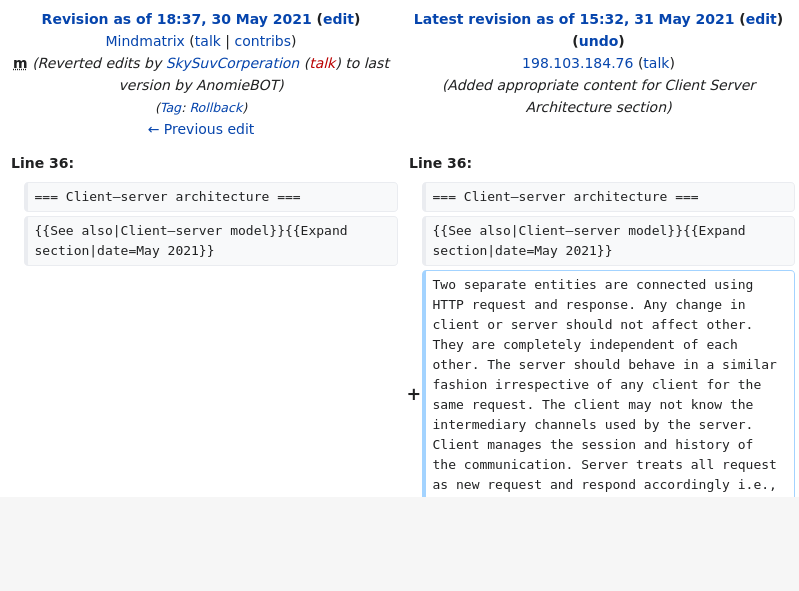 Revision as of 18:37, 30 May 2021 (edit)
Mindmatrix (talk | contribs)
m (Reverted edits by SkySuvCorperation (talk) to last
version by AnomieBOT)
(Tag: Rollback)
← Previous edit
Latest revision as of 15:32, 31 May 2021 (edit)
(undo)
198.103.184.76 (talk)
(Added appropriate content for Client Server
Architecture section)
Line 36:
Line 36:
=== Client–server architecture ===
=== Client–server architecture ===
{{See also|Client–server model}}{{Expand
section|date=May 2021}}
{{See also|Client–server model}}{{Expand
section|date=May 2021}}
+
Two separate entities are connected using
HTTP request and response. Any change in
client or server should not affect other.
They are completely independent of each
other. The server should behave in a similar
fashion irrespective of any client for the
same request. The client may not know the
intermediary channels used by the server.
Client manages the session and history of
the communication. Server treats all request
as new request and respond accordingly i.e.,